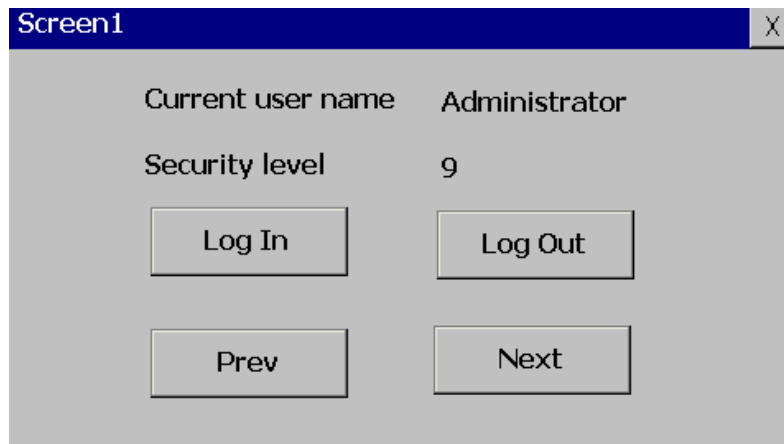 Screen1 X
Current user name Administrator
Security level 9
Log In Log Out
Prev Next